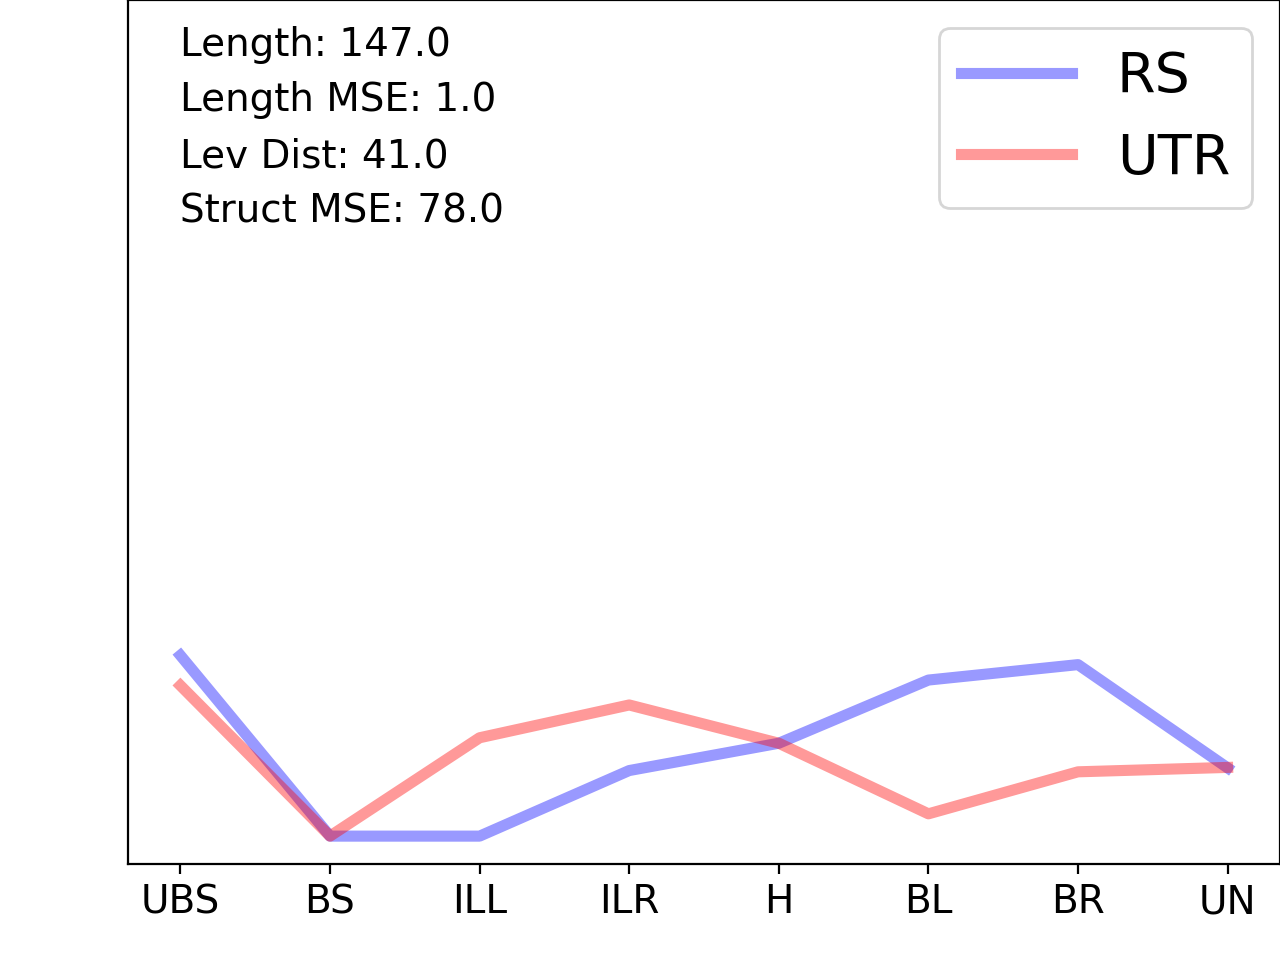 Length: 147.0
Length MSE: 1.0
Lev Dist: 41.0
Struct MSE: 78.0
RS
UTR
UBS BS ILL ILR H BL BR UN